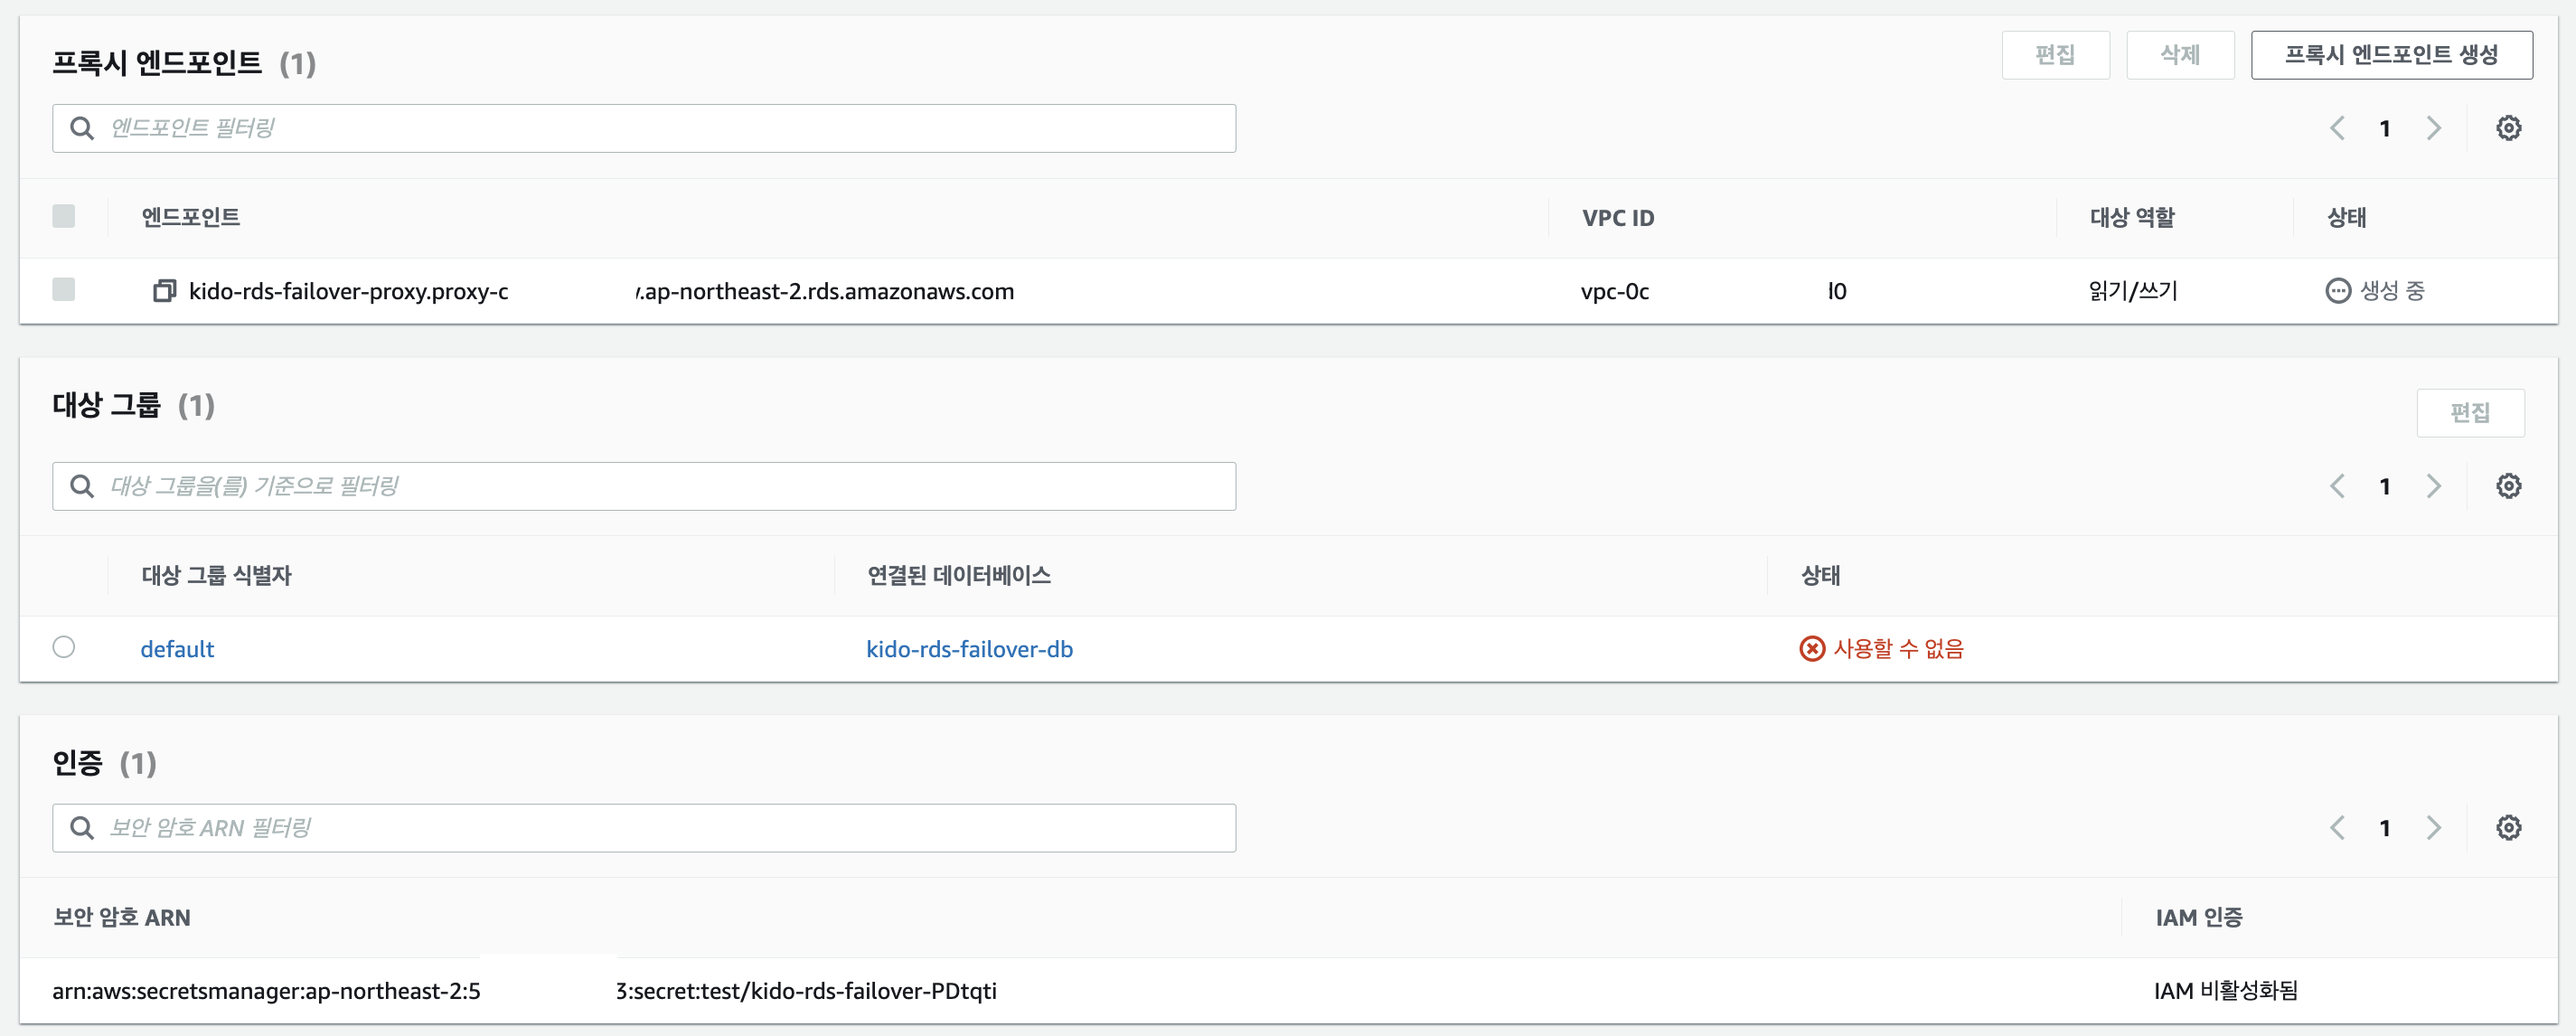 프록시 엔드포인트 (1)
편집 삭제 프록시 엔드포인트 생성
엔드포인트 필터링
1
엔드포인트 VPC ID 대상 역할 상태
kido-rds-failover-proxy.proxy-c .ap-northeast-2.rds.amazonaws.com vpc-0c l0 읽기/쓰기 생성 중
대상 그룹 (1)
편집
대상 그룹을(를) 기준으로 필터링
1
대상 그룹 식별자 연결된 데이터베이스 상태
default kido-rds-failover-db 사용할 수 없음
인증 (1)
보안 암호 ARN 필터링
1
보안 암호 ARN IAM 인증
arn:aws:secretsmanager:ap-northeast-2:5 3:secret:test/kido-rds-failover-PDtqti IAM 비활성화됨